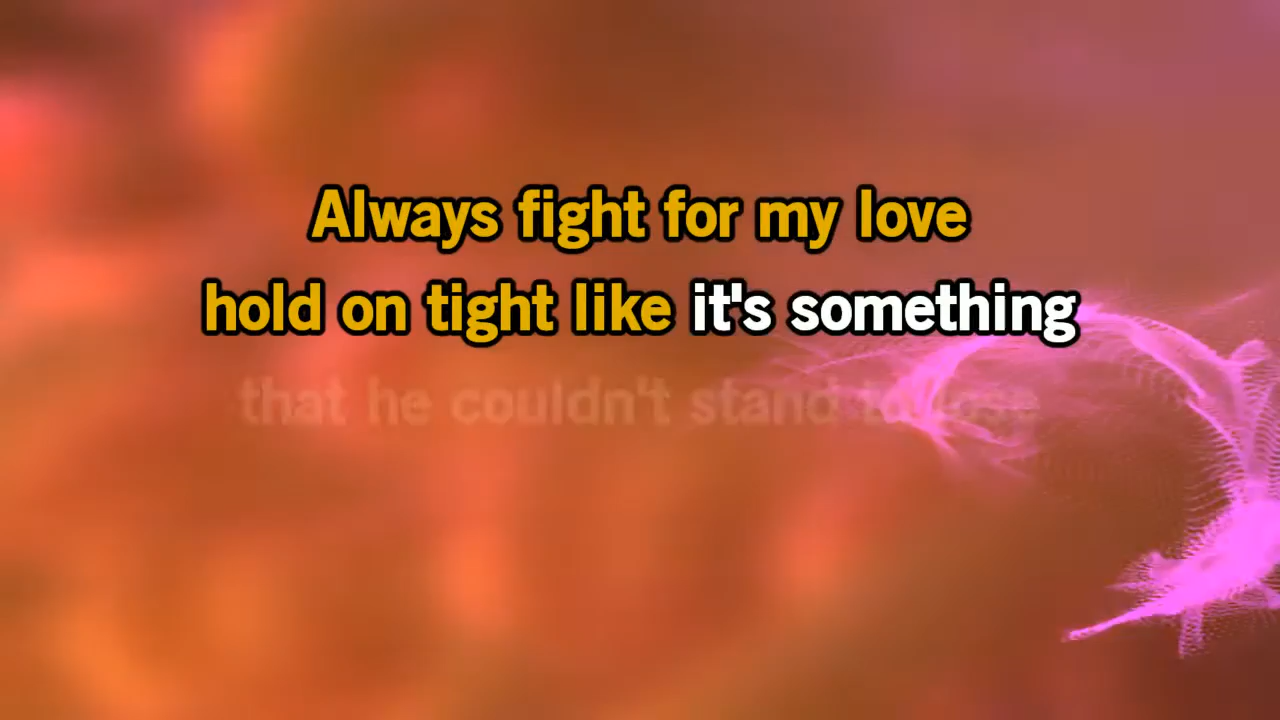 Always fight for my love
hold on tight like it's something
that he couldn't stand to lose